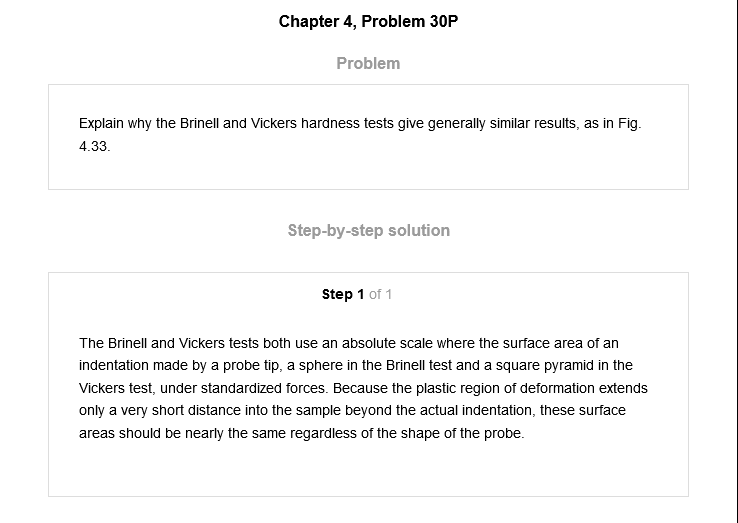 Chapter 4, Problem 30P
Problem
Explain why the Brinell and Vickers hardness tests give generally similar results, as in Fig.
4.33.
Step-by-step solution
Step 1 of 1
The Brinell and Vickers tests both use an absolute scale where the surface area of an
indentation made by a probe tip, a sphere in the Brinell test and a square pyramid in the
Vickers test, under standardized forces. Because the plastic region of deformation extends
only a very short distance into the sample beyond the actual indentation, these surface
areas should be nearly the same regardless of the shape of the probe.